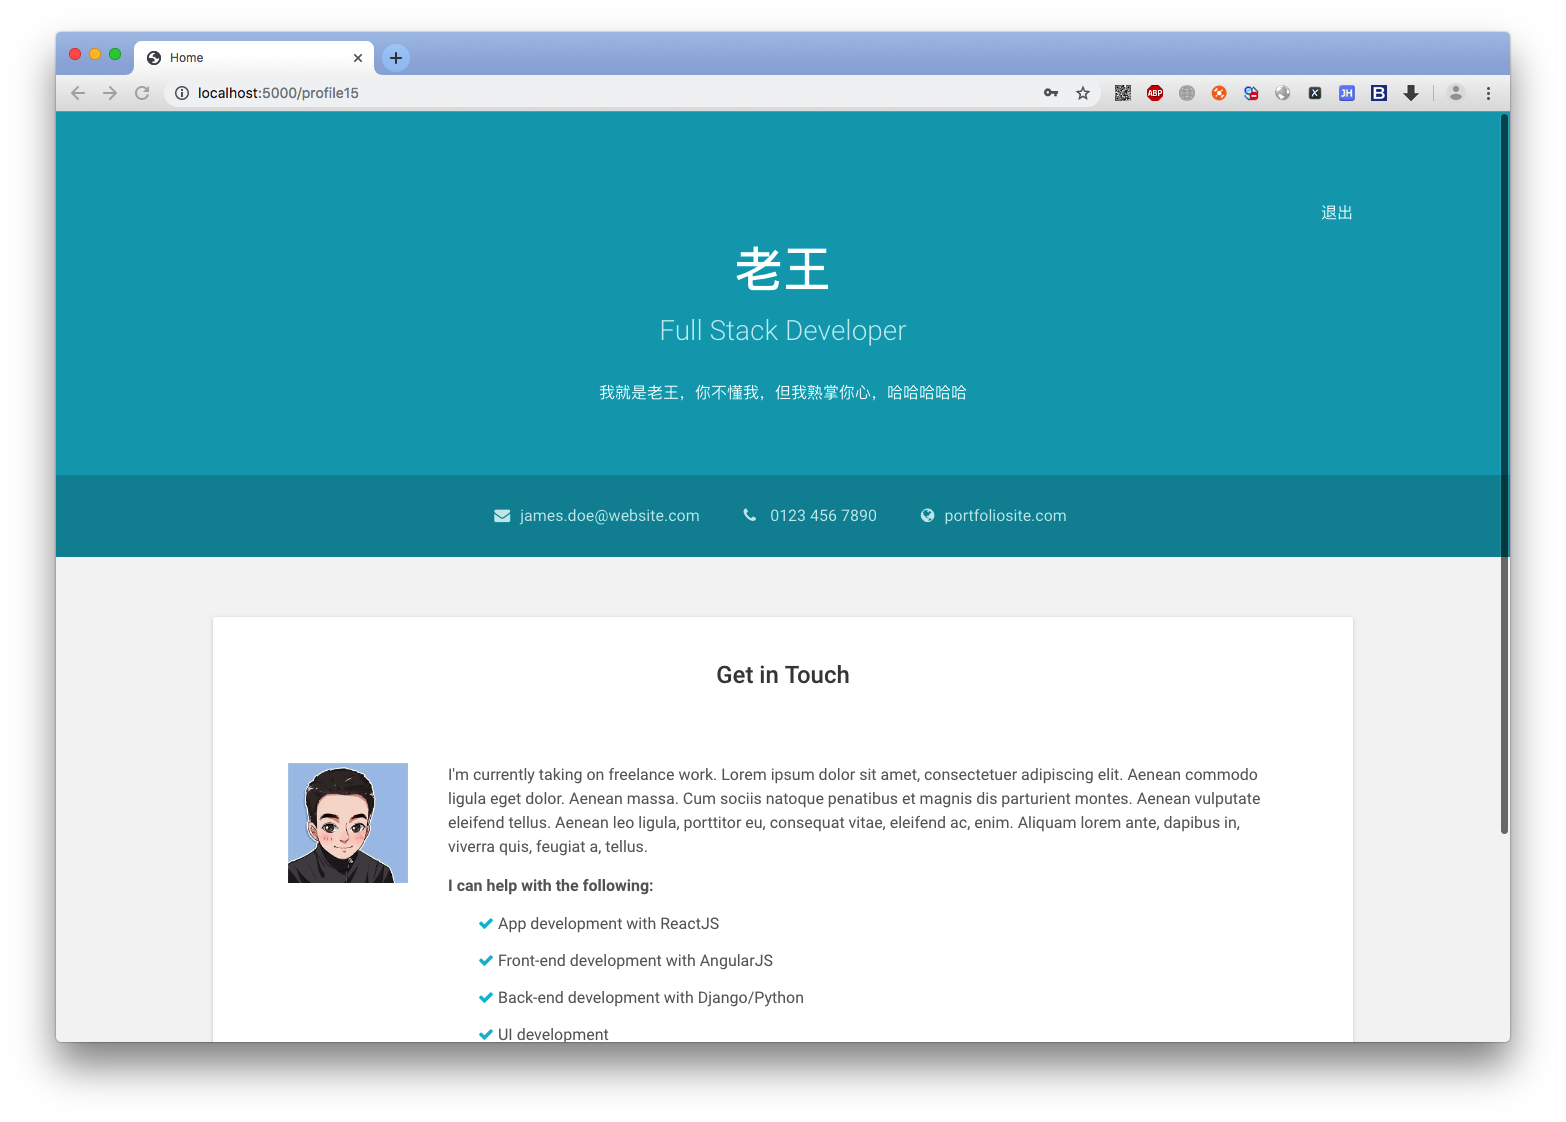 Home
localhost:5000/profile15
ABP
JH
B
退出
老王
Full Stack Developer
我就是老王，你不懂我，但我熟掌你心，哈哈哈哈哈
james.doe@website.com
0123 456 7890
portfoliosite.com
Get in Touch
I'm currently taking on freelance work. Lorem ipsum dolor sit amet, consectetuer adipiscing elit. Aenean commodo
ligula eget dolor. Aenean massa. Cum sociis natoque penatibus et magnis dis parturient montes. Aenean vulputate
eleifend tellus. Aenean leo ligula, porttitor eu, consequat vitae, eleifend ac, enim. Aliquam lorem ante, dapibus in,
viverra quis, feugiat a, tellus.
I can help with the following:
App development with ReactJS
Front-end development with AngularJS
Back-end development with Django/Python
UI development